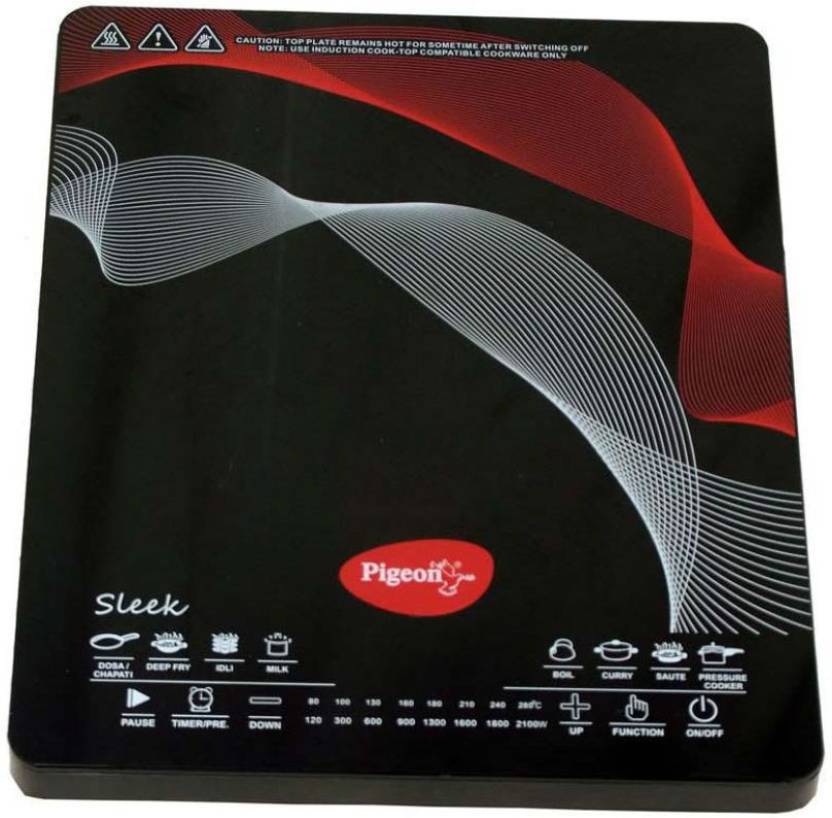 CAUTION: TOP PLATE REMAINS HOT FOR SOMETIME AFTER SWITCHING OFF
NOTE: USE INDUCTION COOK-TOP COMPATIBLE COOKWARE ONLY
Pigeon
Sleek
DOSA / CHAPATI DEEP FRY IDLI MILK
BOIL CURRY SAUTE PRESSURE COOKER
80 100 130 160 180 210 240 280°C
120 300 600 900 1300 1600 1800 2100W
PAUSE TIMER/PRE. DOWN
UP FUNCTION ON/OFF